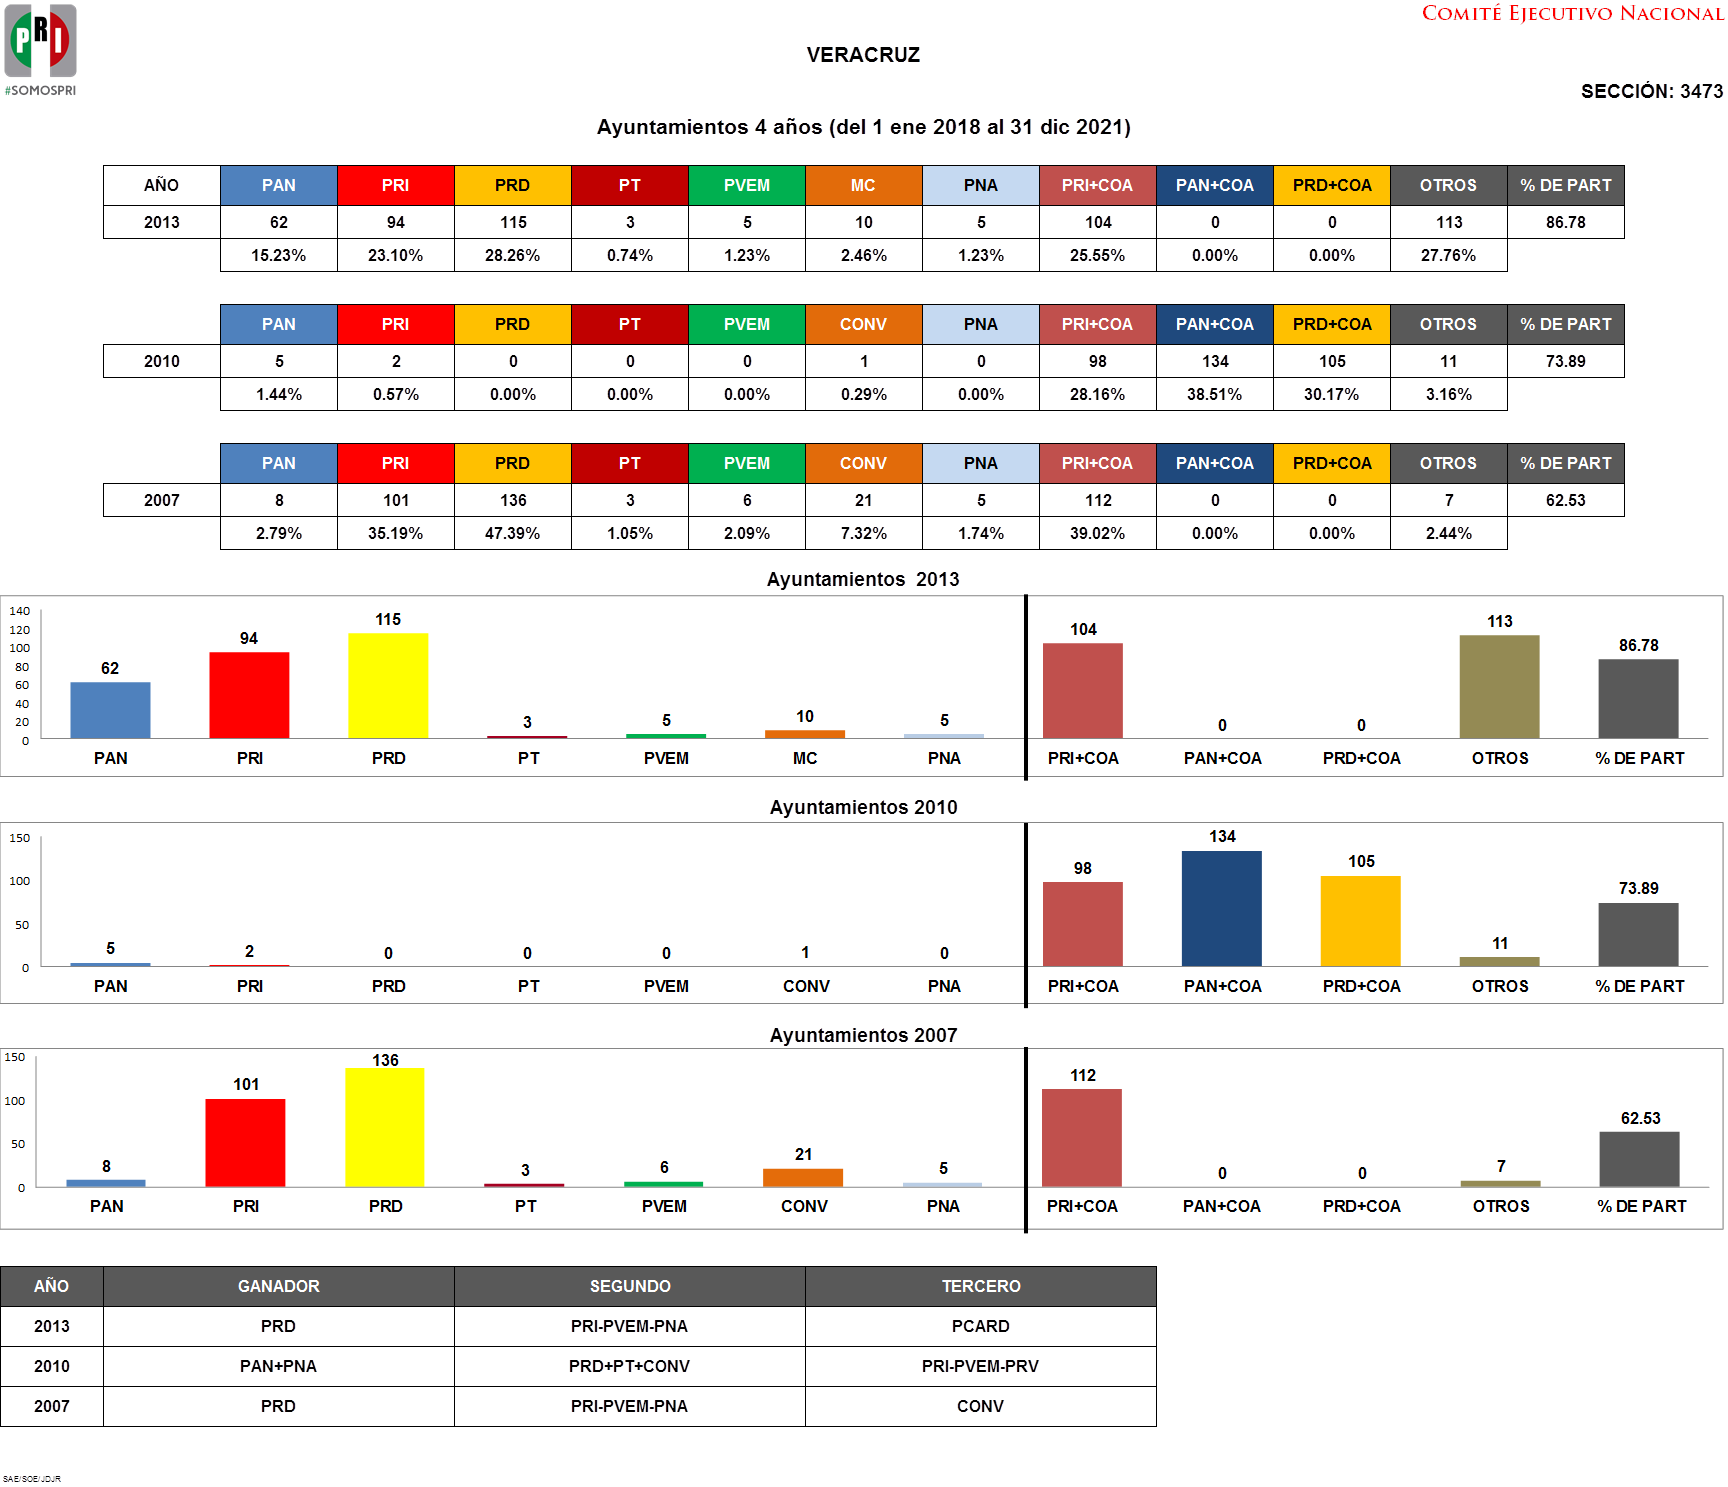 PRI
#SOMOSPRI
COMITÉ EJECUTIVO NACIONAL
VERACRUZ
SECCIÓN: 3473
Ayuntamientos 4 años (del 1 ene 2018 al 31 dic 2021)
AÑO PAN PRI PRD PT PVEM MC PNA PRI+COA PAN+COA PRD+COA OTROS % DE PART
2013 62 94 115 3 5 10 5 104 0 0 113 86.78
15.23% 23.10% 28.26% 0.74% 1.23% 2.46% 1.23% 25.55% 0.00% 0.00% 27.76%
PAN PRI PRD PT PVEM CONV PNA PRI+COA PAN+COA PRD+COA OTROS % DE PART
2010 5 2 0 0 0 1 0 98 134 105 11 73.89
1.44% 0.57% 0.00% 0.00% 0.00% 0.29% 0.00% 28.16% 38.51% 30.17% 3.16%
PAN PRI PRD PT PVEM CONV PNA PRI+COA PAN+COA PRD+COA OTROS % DE PART
2007 8 101 136 3 6 21 5 112 0 0 7 62.53
2.79% 35.19% 47.39% 1.05% 2.09% 7.32% 1.74% 39.02% 0.00% 0.00% 2.44%
Ayuntamientos 2013
140
120
100
80
60
40
20
0
62 94 115 3 5 10 5 104 0 0 113 86.78
PAN PRI PRD PT PVEM MC PNA PRI+COA PAN+COA PRD+COA OTROS % DE PART
Ayuntamientos 2010
150
100
50
0
5 2 0 0 0 1 0 98 134 105 11 73.89
PAN PRI PRD PT PVEM CONV PNA PRI+COA PAN+COA PRD+COA OTROS % DE PART
Ayuntamientos 2007
150
100
50
0
8 101 136 3 6 21 5 112 0 0 7 62.53
PAN PRI PRD PT PVEM CONV PNA PRI+COA PAN+COA PRD+COA OTROS % DE PART
AÑO GANADOR SEGUNDO TERCERO
2013 PRD PRI-PVEM-PNA PCARD
2010 PAN+PNA PRD+PT+CONV PRI-PVEM-PRV
2007 PRD PRI-PVEM-PNA CONV
SAE/SOE/JDJR